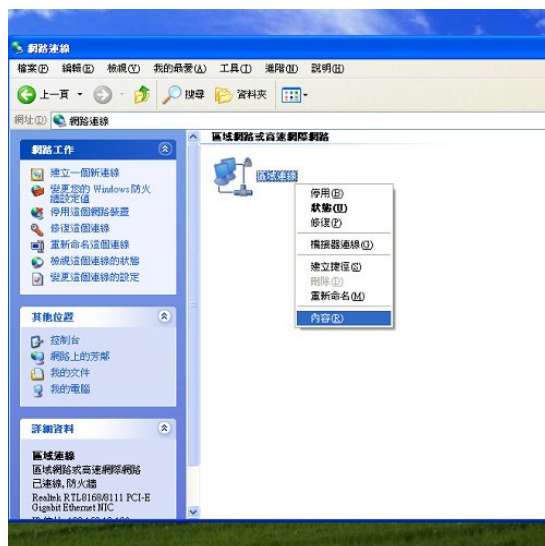 網路連線
檔案(F) 編輯(E) 檢視(V) 我的最愛(A) 工具(T) 進階(N) 說明(H)
上一頁 搜尋 資料夾
網址(D) 網路連線
網路工作
建立一個新連線
變更您的 Windows 防火
牆設定值
停用這個網路裝置
修復這個連線
重新命名這個連線
檢視這個連線的狀態
變更這個連線的設定
其他位置
控制台
網路上的芳鄰
我的文件
我的電腦
詳細資料
區域連線
區域網路或高速網際網路
已連線, 防火牆
Realtek RTL8168/8111 PCI-E
Gigabit Ethernet NIC
區域網路或高速網際網路
區域連線
停用(B)
狀態(U)
修復(P)
橋接器連線(G)
建立捷徑(S)
刪除(D)
重新命名(M)
內容(R)